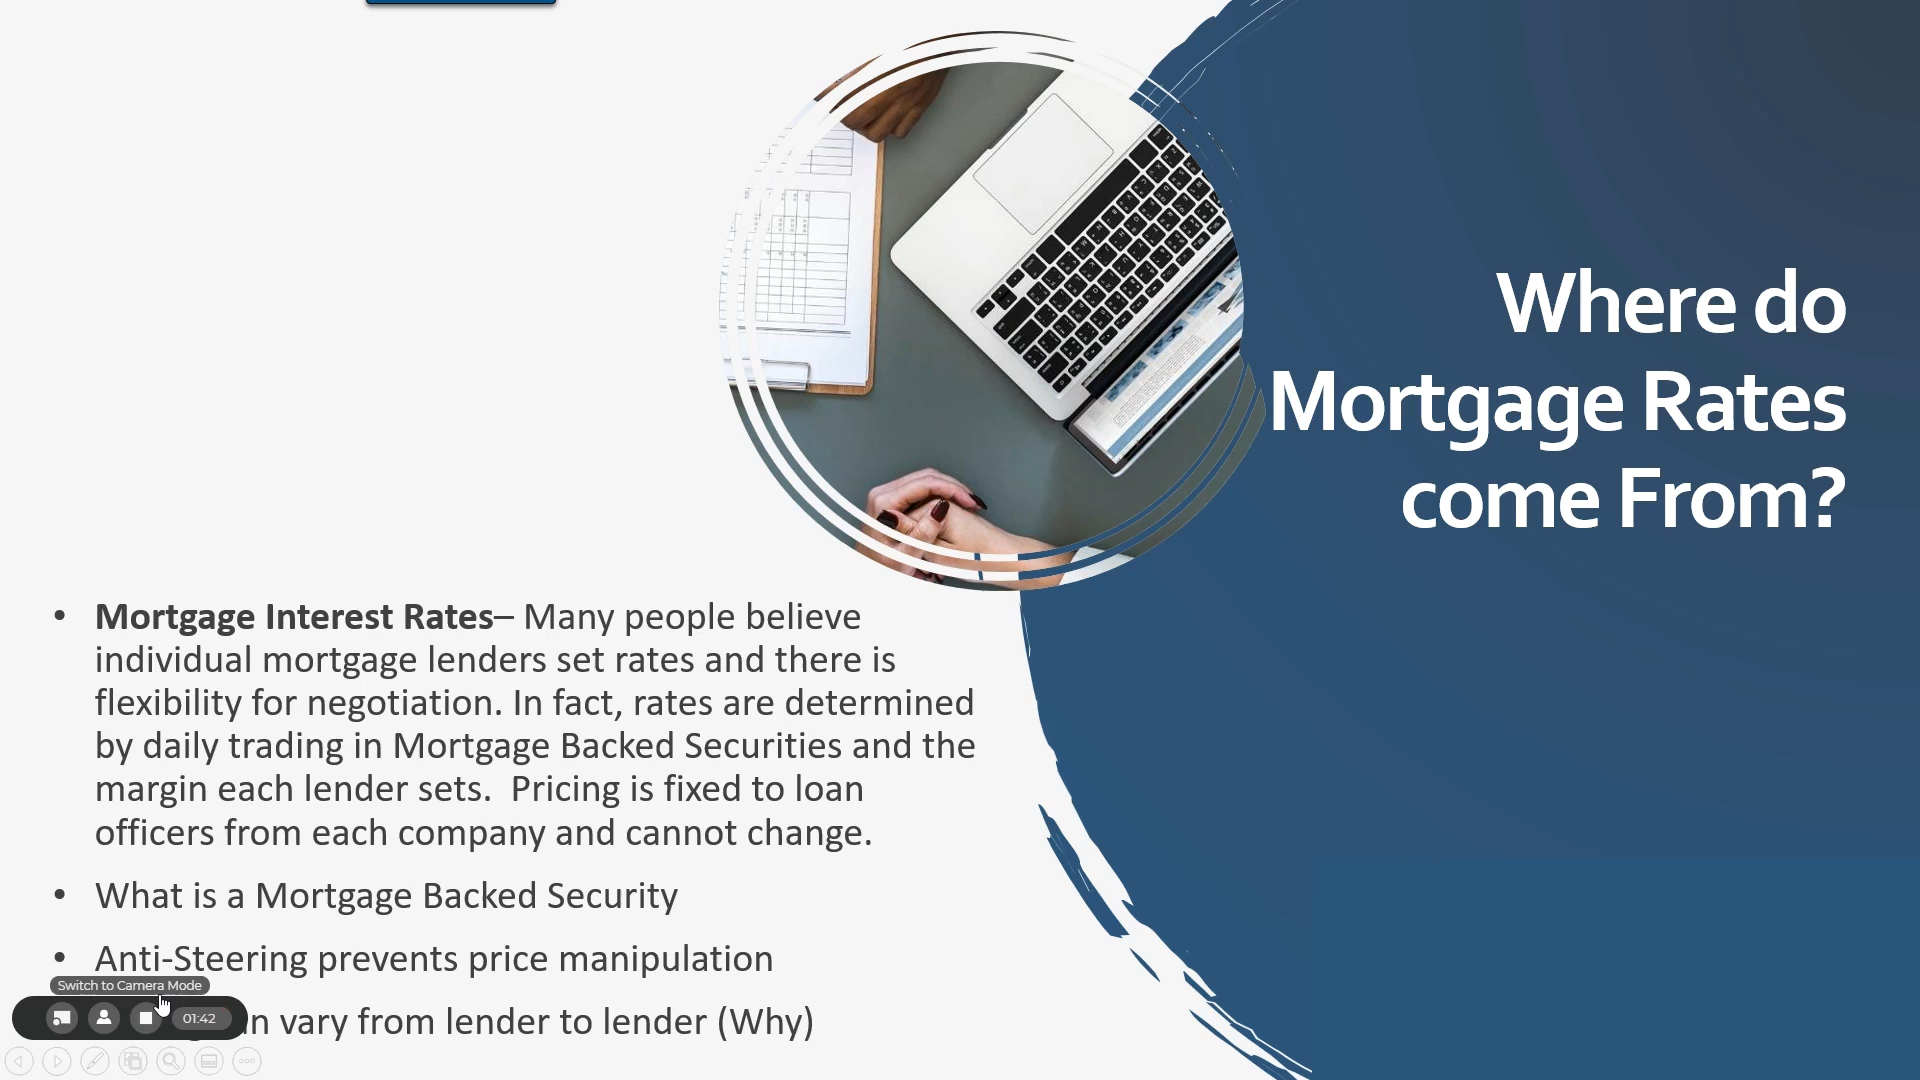 Where do
Mortgage Rates
come From?
• Mortgage Interest Rates– Many people believe
individual mortgage lenders set rates and there is
flexibility for negotiation. In fact, rates are determined
by daily trading in Mortgage Backed Securities and the
margin each lender sets.  Pricing is fixed to loan
officers from each company and cannot change.
• What is a Mortgage Backed Security
• Anti-Steering prevents price manipulation
vary from lender to lender (Why)
Switch to Camera Mode
01:42